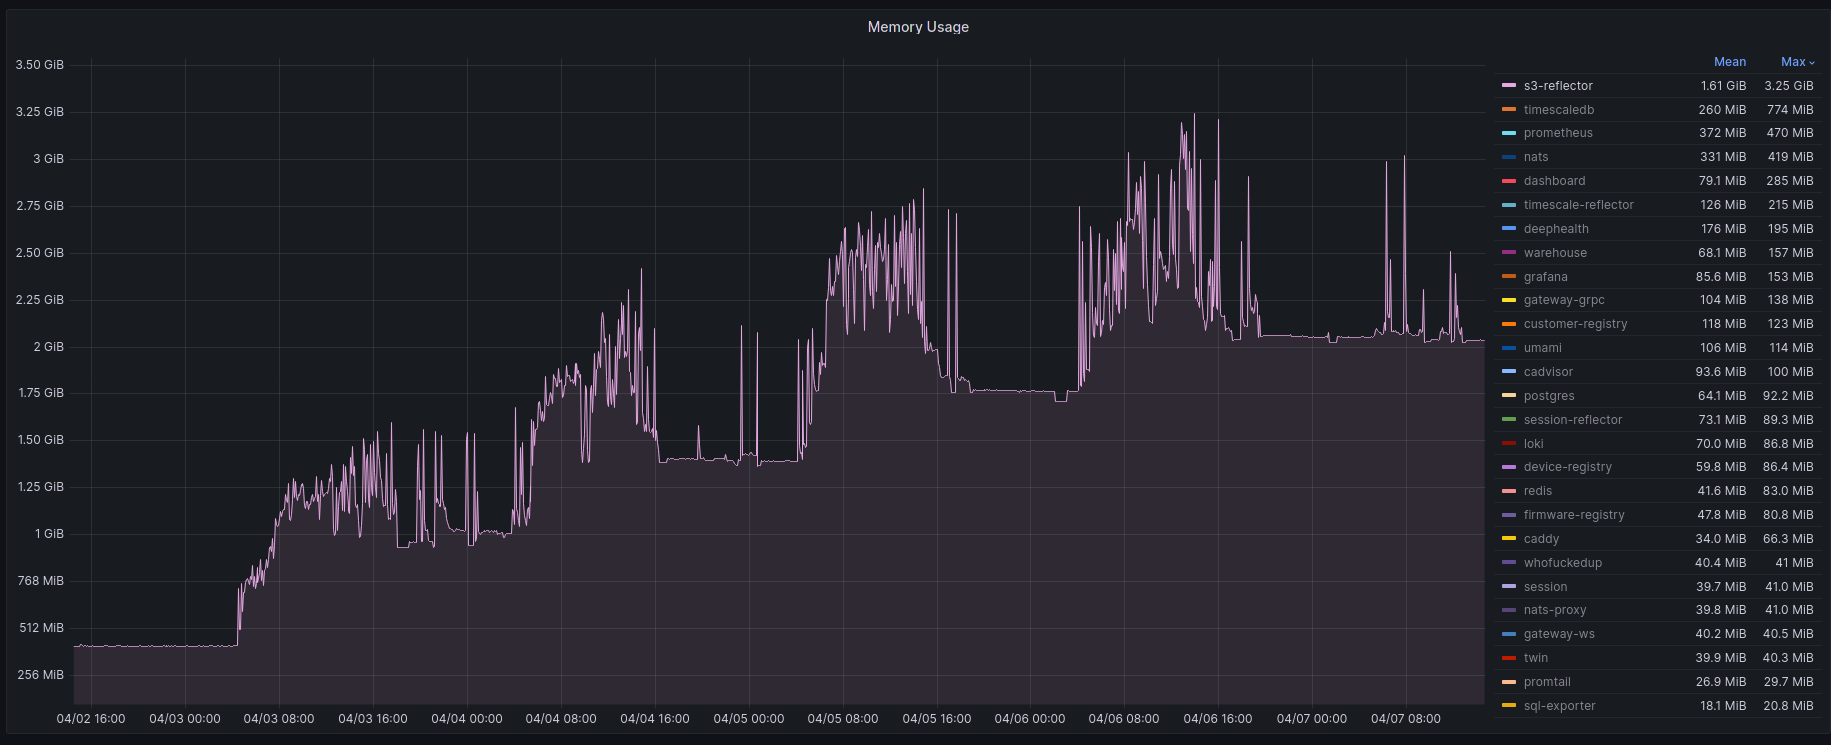 Memory Usage
3.50 GiB
3.25 GiB
3 GiB
2.75 GiB
2.50 GiB
2.25 GiB
2 GiB
1.75 GiB
1.50 GiB
1.25 GiB
1 GiB
768 MiB
512 MiB
256 MiB
04/02 16:00 04/03 00:00 04/03 08:00 04/03 16:00 04/04 00:00 04/04 08:00 04/04 16:00 04/05 00:00 04/05 08:00 04/05 16:00 04/06 00:00 04/06 08:00 04/06 16:00 04/07 00:00 04/07 08:00
Mean Max
s3-reflector 1.61 GiB 3.25 GiB
timescaledb 260 MiB 774 MiB
prometheus 372 MiB 470 MiB
nats 331 MiB 419 MiB
dashboard 79.1 MiB 285 MiB
timescale-reflector 126 MiB 215 MiB
deephealth 176 MiB 195 MiB
warehouse 68.1 MiB 157 MiB
grafana 85.6 MiB 153 MiB
gateway-grpc 104 MiB 138 MiB
customer-registry 118 MiB 123 MiB
umami 106 MiB 114 MiB
cadvisor 93.6 MiB 100 MiB
postgres 64.1 MiB 92.2 MiB
session-reflector 73.1 MiB 89.3 MiB
loki 70.0 MiB 86.8 MiB
device-registry 59.8 MiB 86.4 MiB
redis 41.6 MiB 83.0 MiB
firmware-registry 47.8 MiB 80.8 MiB
caddy 34.0 MiB 66.3 MiB
whofuckedup 40.4 MiB 41 MiB
session 39.7 MiB 41.0 MiB
nats-proxy 39.8 MiB 41.0 MiB
gateway-ws 40.2 MiB 40.5 MiB
twin 39.9 MiB 40.3 MiB
promtail 26.9 MiB 29.7 MiB
sql-exporter 18.1 MiB 20.8 MiB